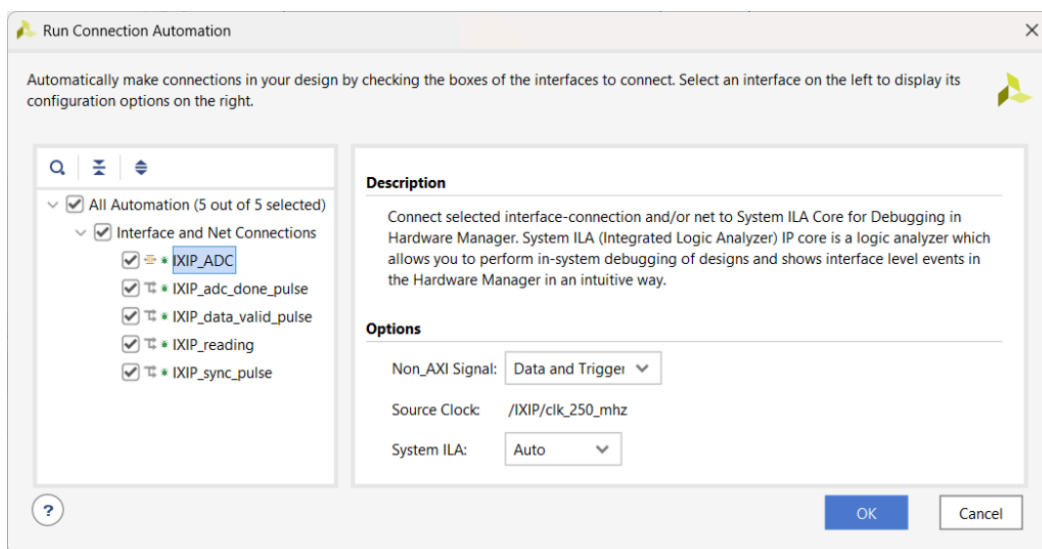 Run Connection Automation
Automatically make connections in your design by checking the boxes of the interfaces to connect. Select an interface on the left to display its
configuration options on the right.
All Automation (5 out of 5 selected)
Interface and Net Connections
IXIP_ADC
IXIP_adc_done_pulse
IXIP_data_valid_pulse
IXIP_reading
IXIP_sync_pulse
Description
Connect selected interface-connection and/or net to System ILA Core for Debugging in
Hardware Manager. System ILA (Integrated Logic Analyzer) IP core is a logic analyzer which
allows you to perform in-system debugging of designs and shows interface level events in
the Hardware Manager in an intuitive way.
Options
Non_AXI Signal: Data and Trigger
Source Clock: /IXIP/clk_250_mhz
System ILA: Auto
?
OK
Cancel